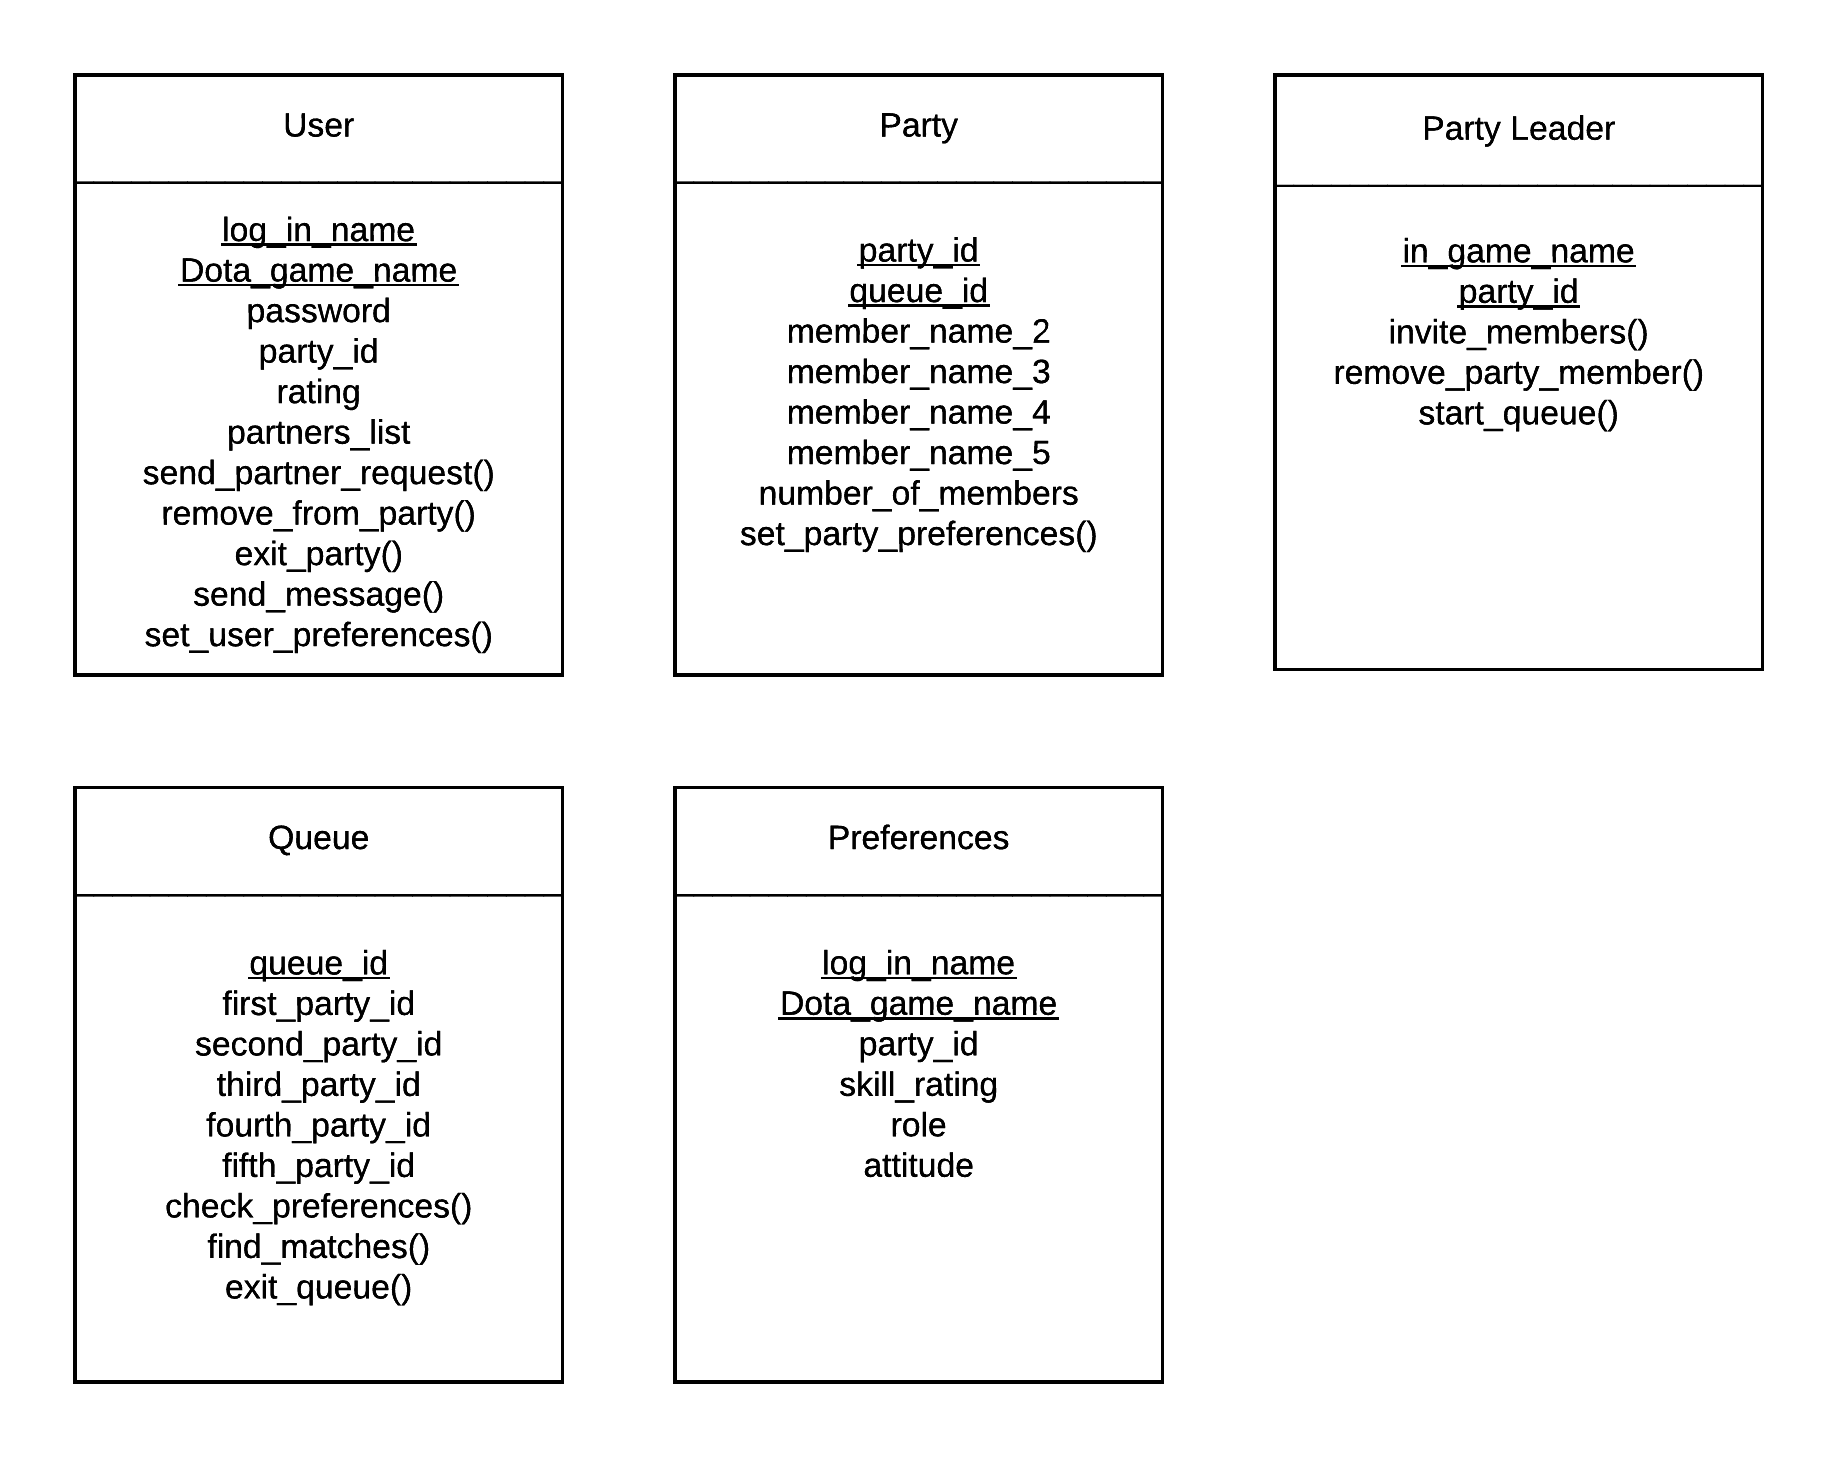 User
log_in_name
Dota_game_name
password
party_id
rating
partners_list
send_partner_request()
remove_from_party()
exit_party()
send_message()
set_user_preferences()
Party
party_id
queue_id
member_name_2
member_name_3
member_name_4
member_name_5
number_of_members
set_party_preferences()
Party Leader
in_game_name
party_id
invite_members()
remove_party_member()
start_queue()
Queue
queue_id
first_party_id
second_party_id
third_party_id
fourth_party_id
fifth_party_id
check_preferences()
find_matches()
exit_queue()
Preferences
log_in_name
Dota_game_name
party_id
skill_rating
role
attitude